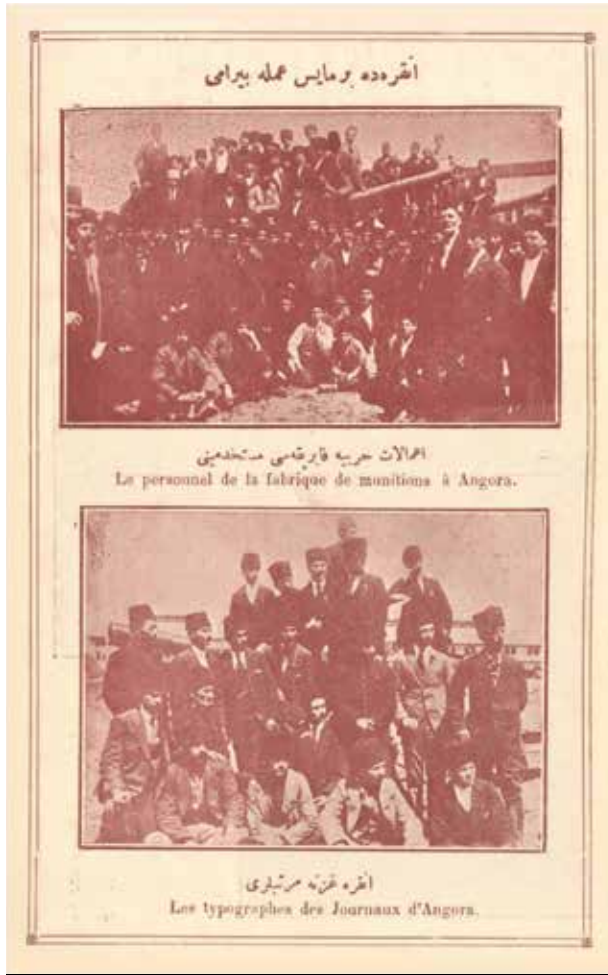 آنقره‌ده بر مایس عمله بیرامی
اعمالات حربیه فابریقه‌سی مستخدمینی
Le personnel de la fabrique de munitions à Angora.
انقره غزته مرتبلری
Les typographes des Journaux d'Angora.